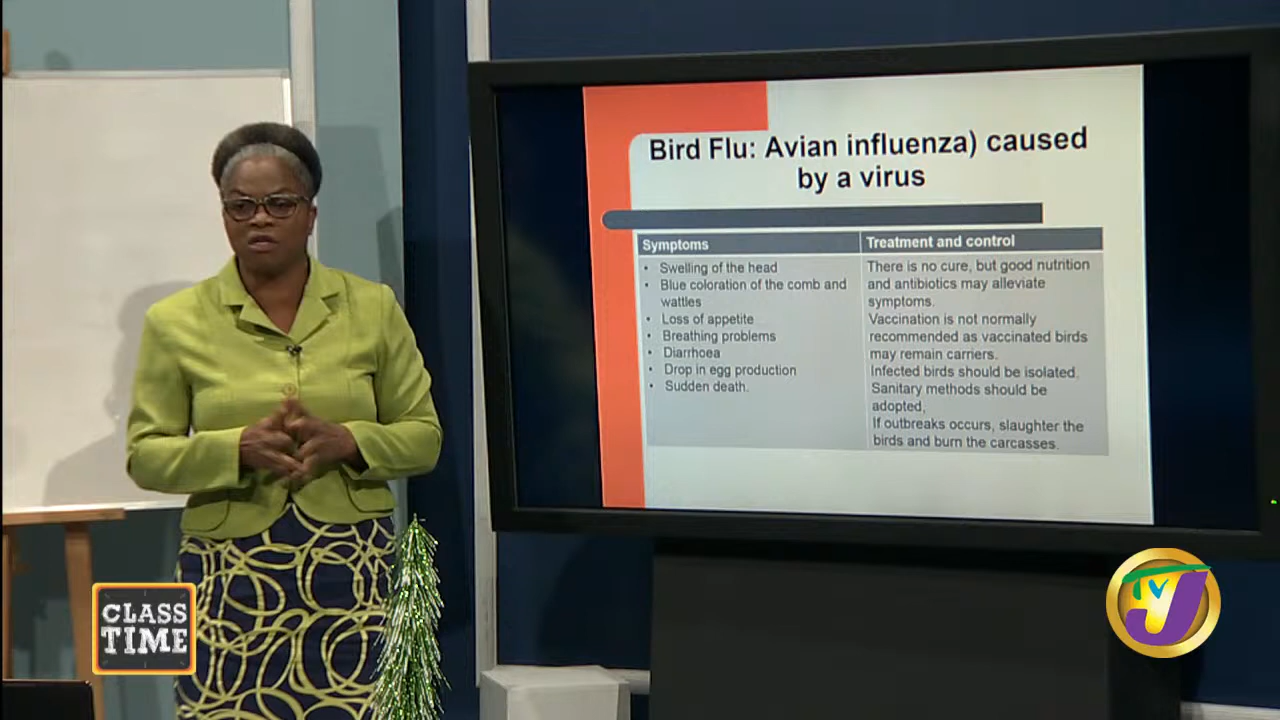 Bird Flu: Avian influenza) caused
by a virus
Symptoms
• Swelling of the head
• Blue coloration of the comb and
wattles
• Loss of appetite
• Breathing problems
• Diarrhoea
• Drop in egg production
• Sudden death.
Treatment and control
There is no cure, but good nutrition
and antibiotics may alleviate
symptoms.
Vaccination is not normally
recommended as vaccinated birds
may remain carriers.
Infected birds should be isolated.
Sanitary methods should be
adopted,
If outbreaks occurs, slaughter the
birds and burn the carcasses.
CLASS
TIME
TVJ